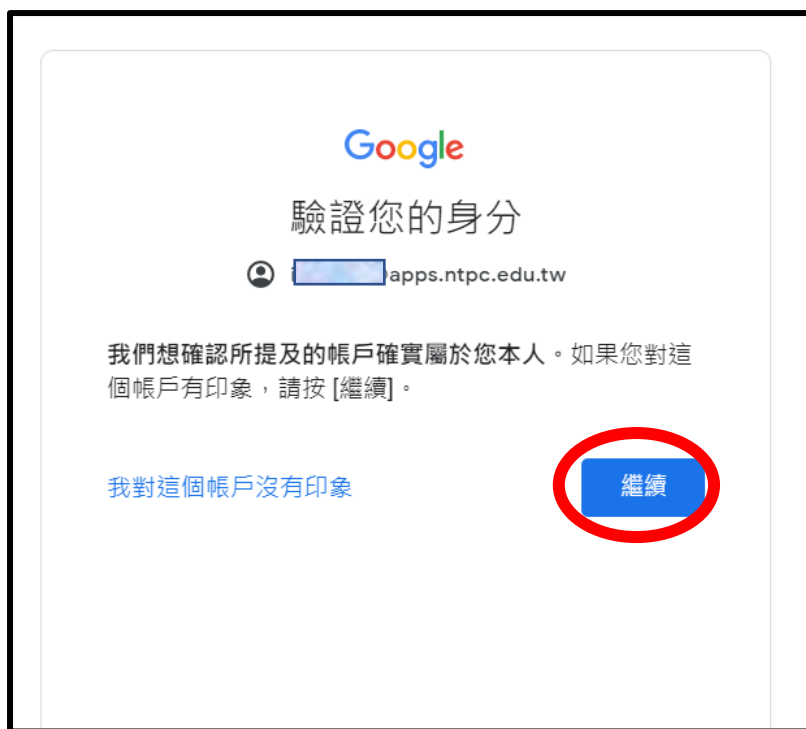 Google
驗證您的身分
apps.ntpc.edu.tw
我們想確認所提及的帳戶確實屬於您本人。如果您對這
個帳戶有印象，請按 [繼續]。
我對這個帳戶沒有印象
繼續